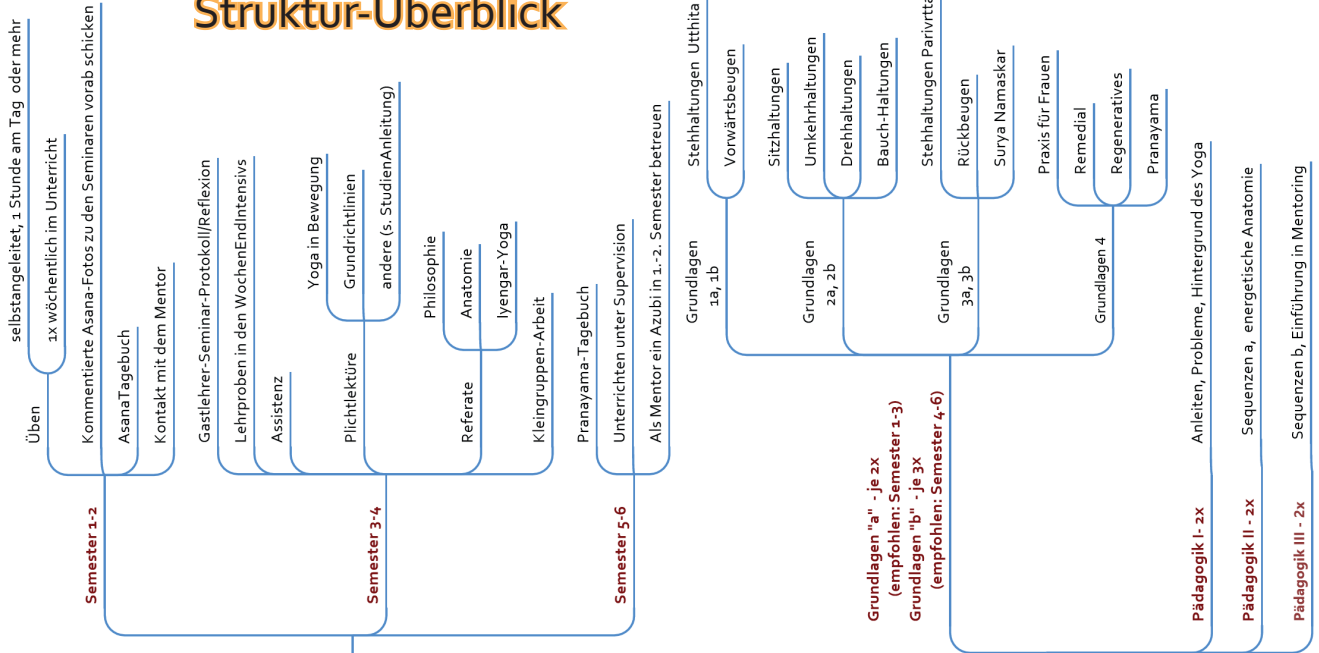 Struktur-Überblick
selbstangeleitet, 1 Stunde am Tag oder mehr
1x wöchentlich im Unterricht
Üben
Kommentierte Asana-Fotos zu den Seminaren vorab schicken
AsanaTagebuch
Kontakt mit dem Mentor
Semester 1-2
Gastlehrer-Seminar-Protokoll/Reflexion
Lehrproben in den WochenEndIntensivs
Assistenz
Yoga in Bewegung
Grundrichtlinien
andere (s. StudienAnleitung)
Plichtlektüre
Philosophie
Anatomie
Iyengar-Yoga
Referate
Kleingruppen-Arbeit
Semester 3-4
Pranayama-Tagebuch
Unterrichten unter Supervision
Als Mentor ein Azubi in 1.-2. Semester betreuen
Semester 5-6
Stehhaltungen Utthita
Vorwärtsbeugen
Grundlagen
1a, 1b
Sitzhaltungen
Umkehrhaltungen
Drehhaltungen
Bauch-Haltungen
Grundlagen
2a, 2b
Stehhaltungen Parivrtta
Rückbeugen
Surya Namaskar
Grundlagen
3a, 3b
Praxis für Frauen
Remedial
Regeneratives
Pranayama
Grundlagen 4
Grundlagen "a" - je 2x
(empfohlen: Semester 1-3)
Grundlagen "b" - je 3x
(empfohlen: Semester 4-6)
Anleiten, Probleme, Hintergrund des Yoga
Pädagogik I- 2x
Sequenzen a, energetische Anatomie
Pädagogik II - 2x
Sequenzen b, Einführung in Mentoring
Pädagogik III - 2x